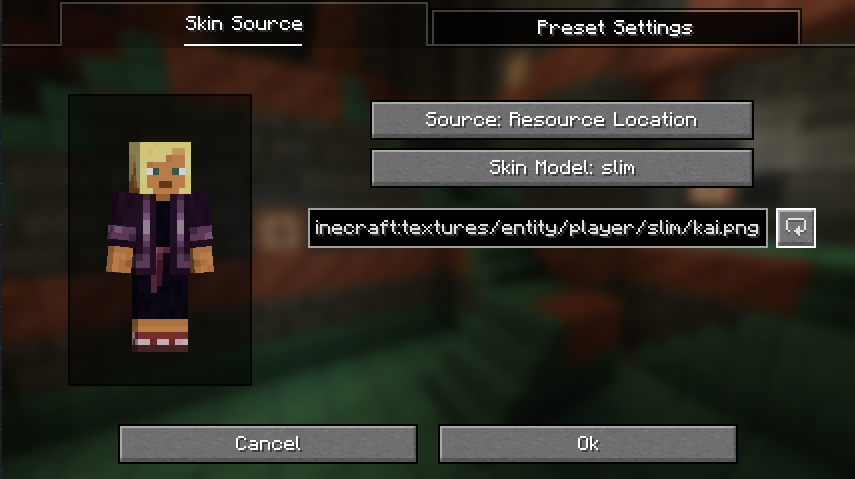 Skin Source
Preset Settings
Source: Resource Location
Skin Model: slim
inecraft:textures/entity/player/slim/kai.png
Cancel
Ok